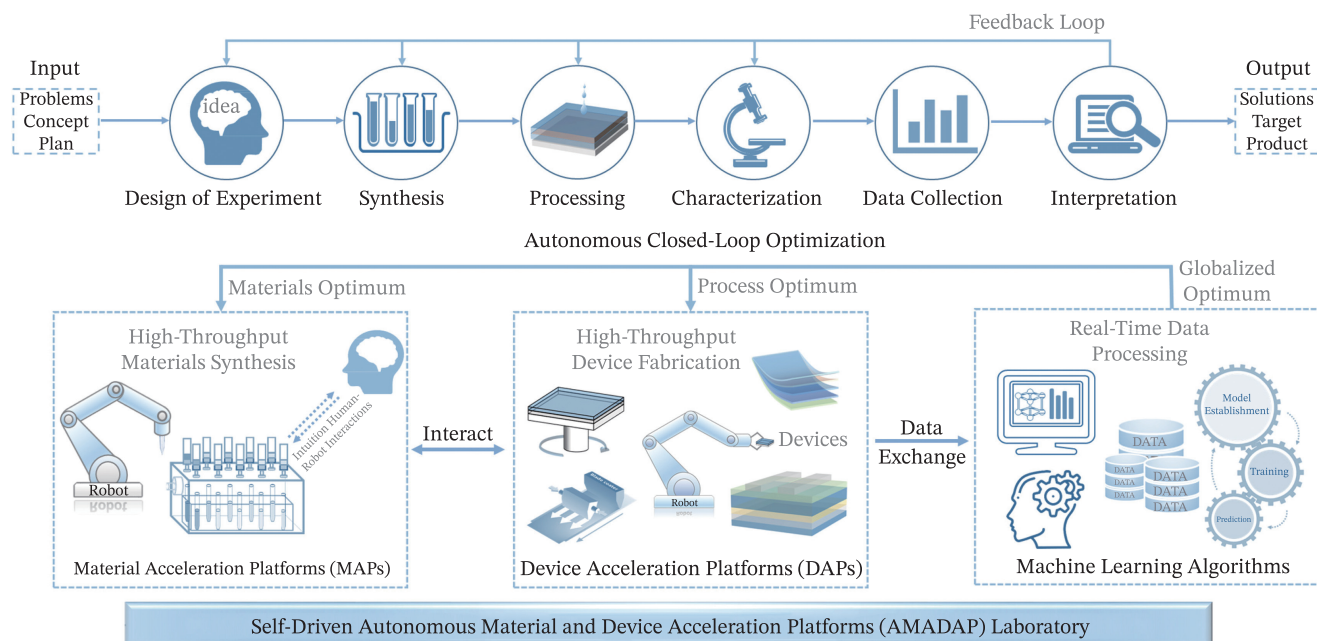 Feedback Loop
Input
Output
Problems
Concept
Plan
idea
Solutions
Target
Product
Design of Experiment
Synthesis
Processing
Characterization
Data Collection
Interpretation
Autonomous Closed-Loop Optimization
Materials Optimum
Process Optimum
Globalized
Optimum
High-Throughput
Materials Synthesis
Intuition Human-
Robot Interactions
Robot
Material Acceleration Platforms (MAPs)
Interact
High-Throughput
Device Fabrication
Devices
Robot
Device Acceleration Platforms (DAPs)
Data
Exchange
Real-Time Data
Processing
DATA
DATA
DATA
DATA
DATA
DATA
DATA
Model
Establishment
Training
Prediction
Machine Learning Algorithms
Self-Driven Autonomous Material and Device Acceleration Platforms (AMADAP) Laboratory